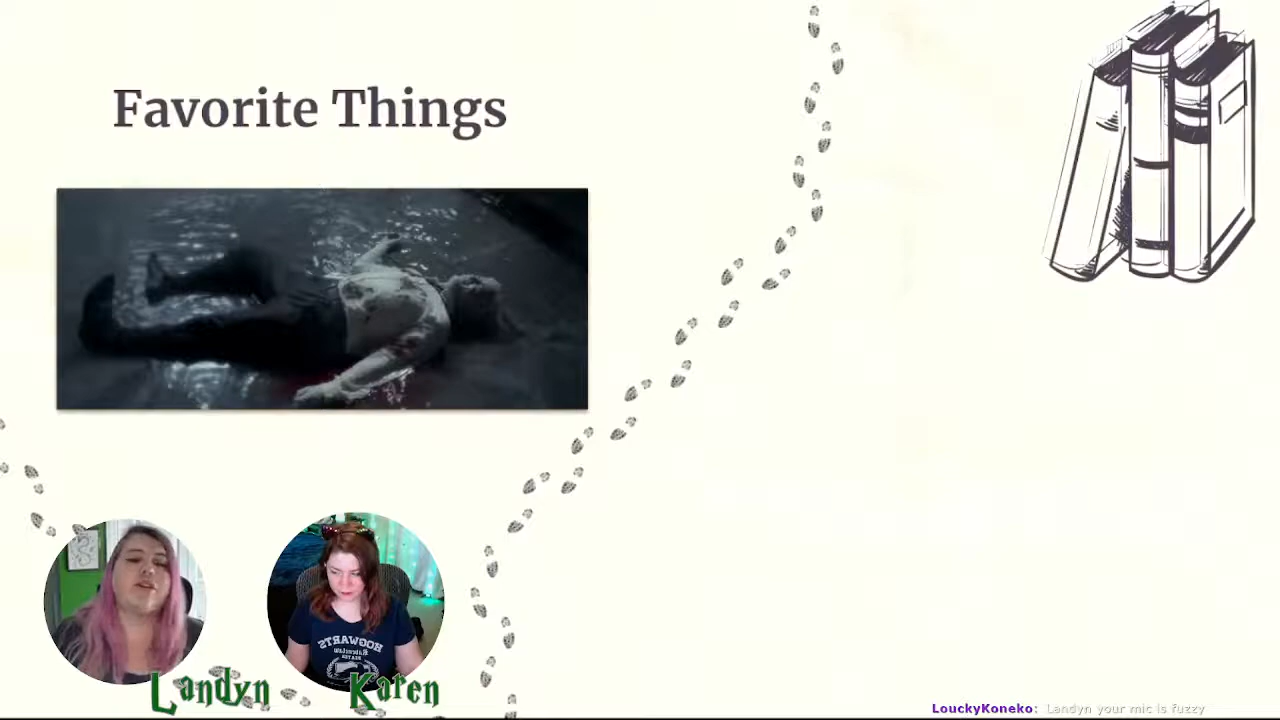 Favorite Things
HOGWARTS
Landyn
Karen
LouckyKoneko: Landyn your mic is fuzzy